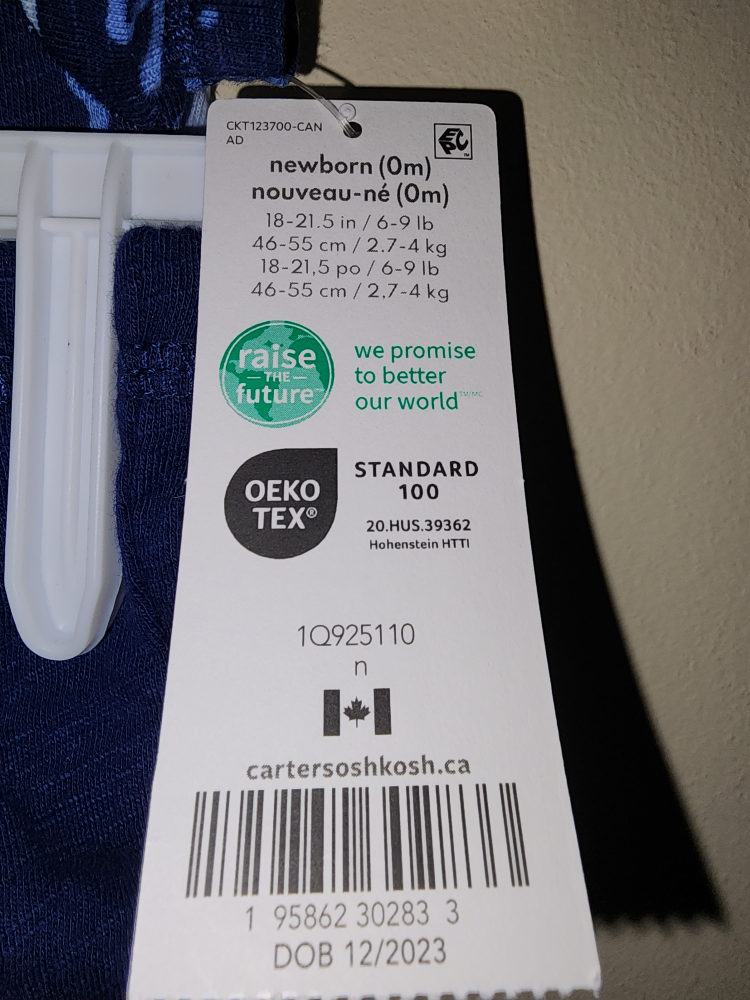 CKT123700-CAN
AD
EPC™
newborn (0m)
nouveau-né (0m)
18-21.5 in / 6-9 lb
46-55 cm / 2.7-4 kg
18-21,5 po / 6-9 lb
46-55 cm / 2,7-4 kg
raise
THE
future
we promise
to better
our world™/MC
OEKO
TEX®
STANDARD
100
20.HUS.39362
Hohenstein HTTI
1Q925110
n
cartersoshkosh.ca
1 95862 30283 3
DOB 12/2023